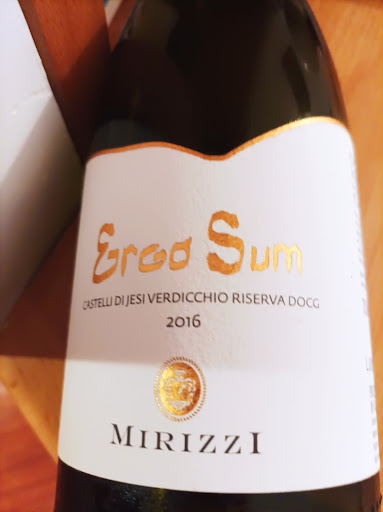 Ergo Sum
CASTELLI DI JESI VERDICCHIO RISERVA DOCG
2016
MIRIZZI